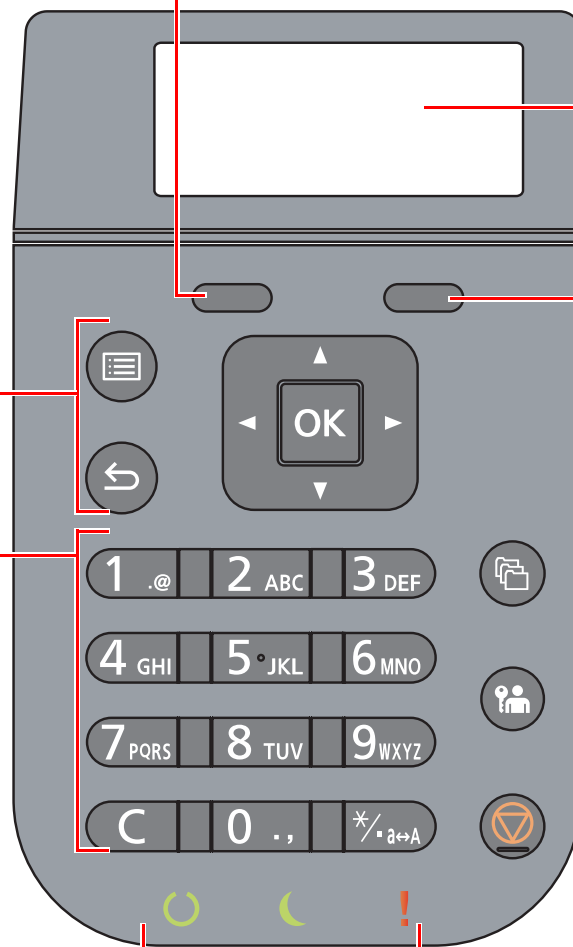 OK
1 .@ 2 ABC 3 DEF
4 GHI 5 JKL 6 MNO
7 PQRS 8 TUV 9 WXYZ
C 0 ., */. a↔A
!